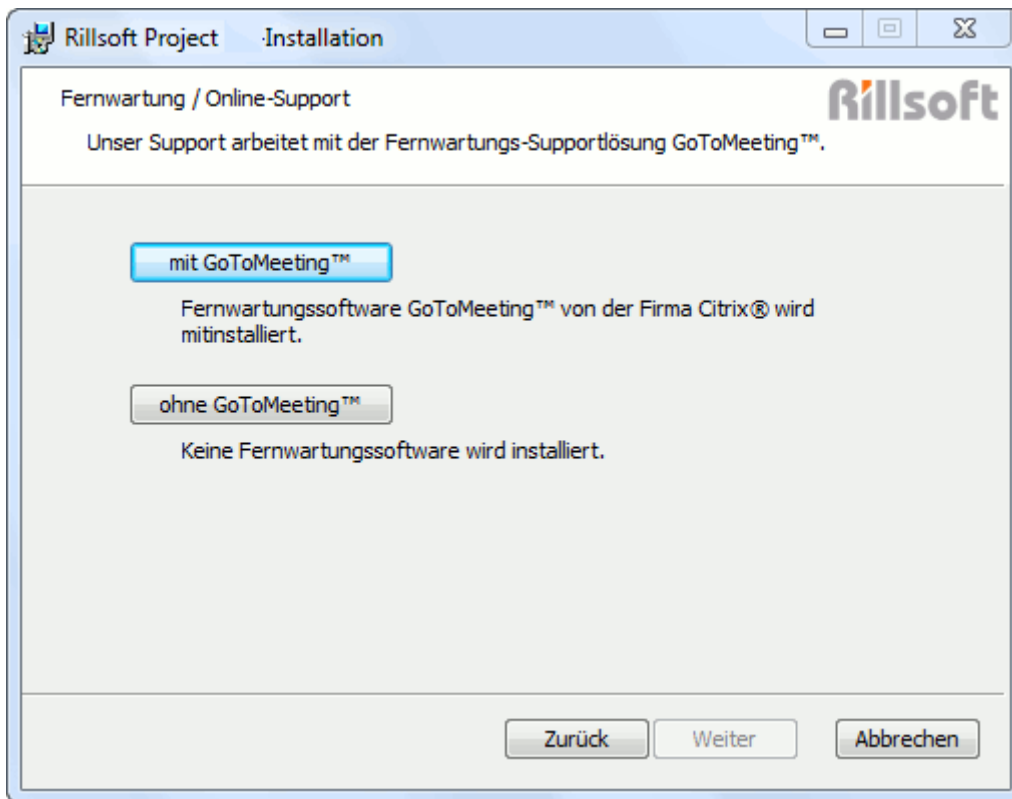 Rillsoft Project -Installation
Fernwartung / Online-Support
Rillsoft
Unser Support arbeitet mit der Fernwartungs-Supportlösung GoToMeeting™.
mit GoToMeeting™
Fernwartungssoftware GoToMeeting™ von der Firma Citrix® wird
mitinstalliert.
ohne GoToMeeting™
Keine Fernwartungssoftware wird installiert.
Zurück Weiter Abbrechen